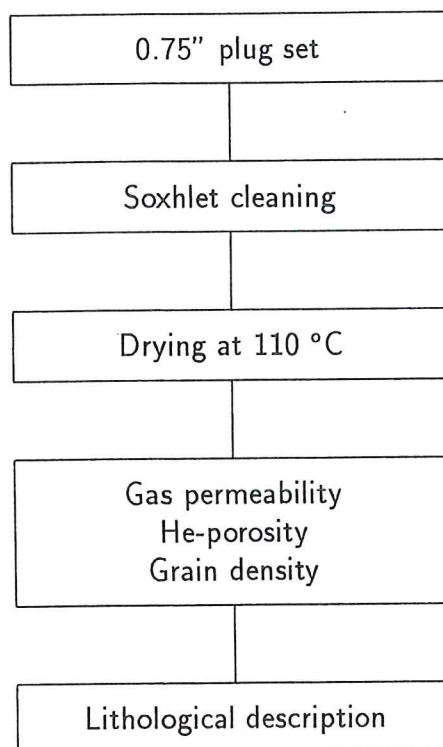 0.75” plug set
Soxhlet cleaning
Drying at 110 °C
Gas permeability
He-porosity
Grain density
Lithological description